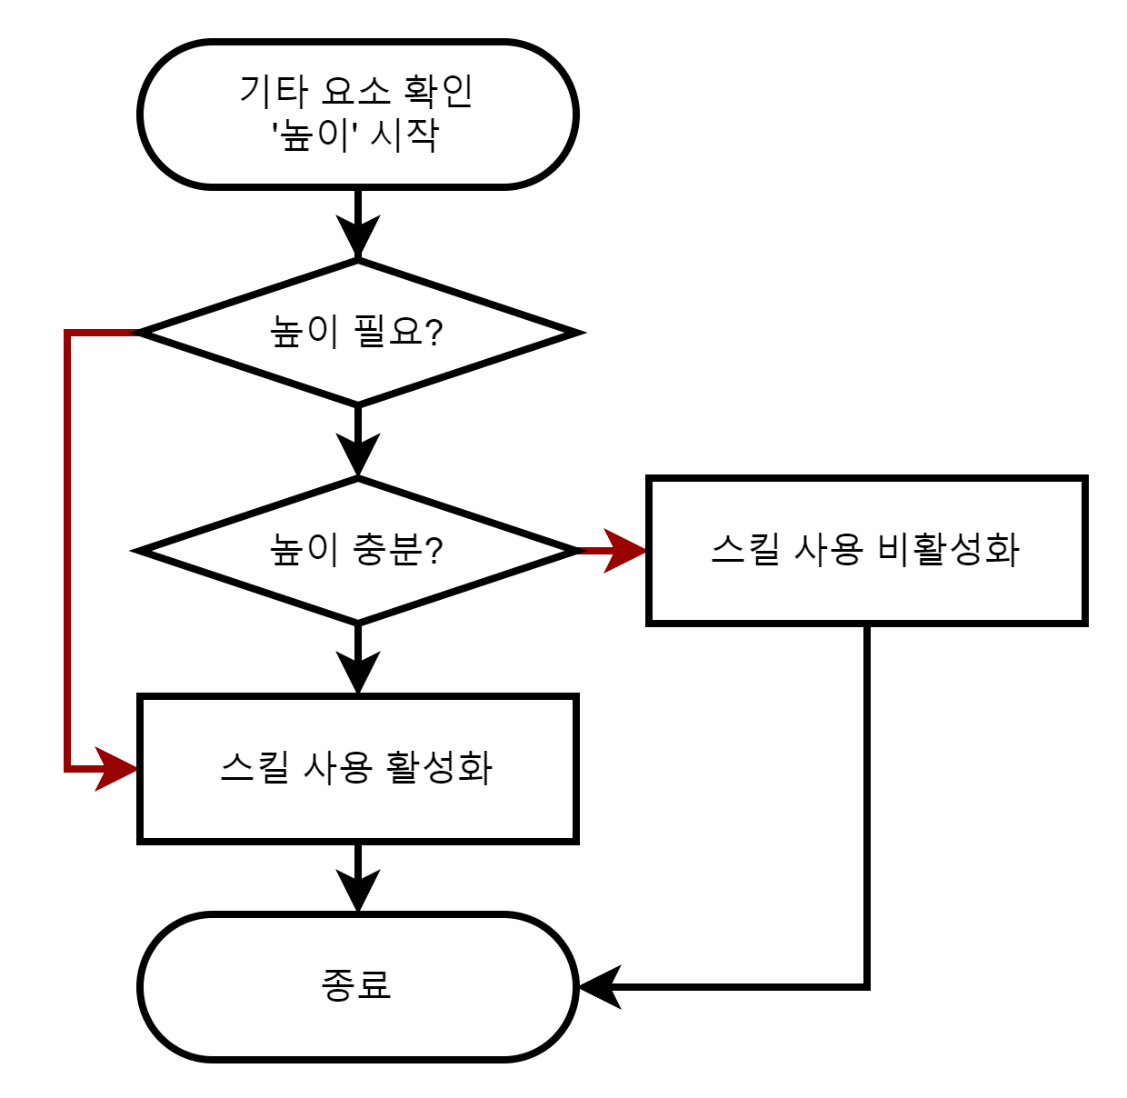 기타 요소 확인
'높이' 시작
높이 필요?
높이 충분?
스킬 사용 비활성화
스킬 사용 활성화
종료